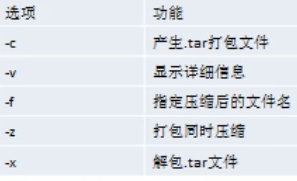 选项 功能
-c 产生.tar打包文件
-v 显示详细信息
-f 指定压缩后的文件名
-z 打包同时压缩
-x 解包.tar文件